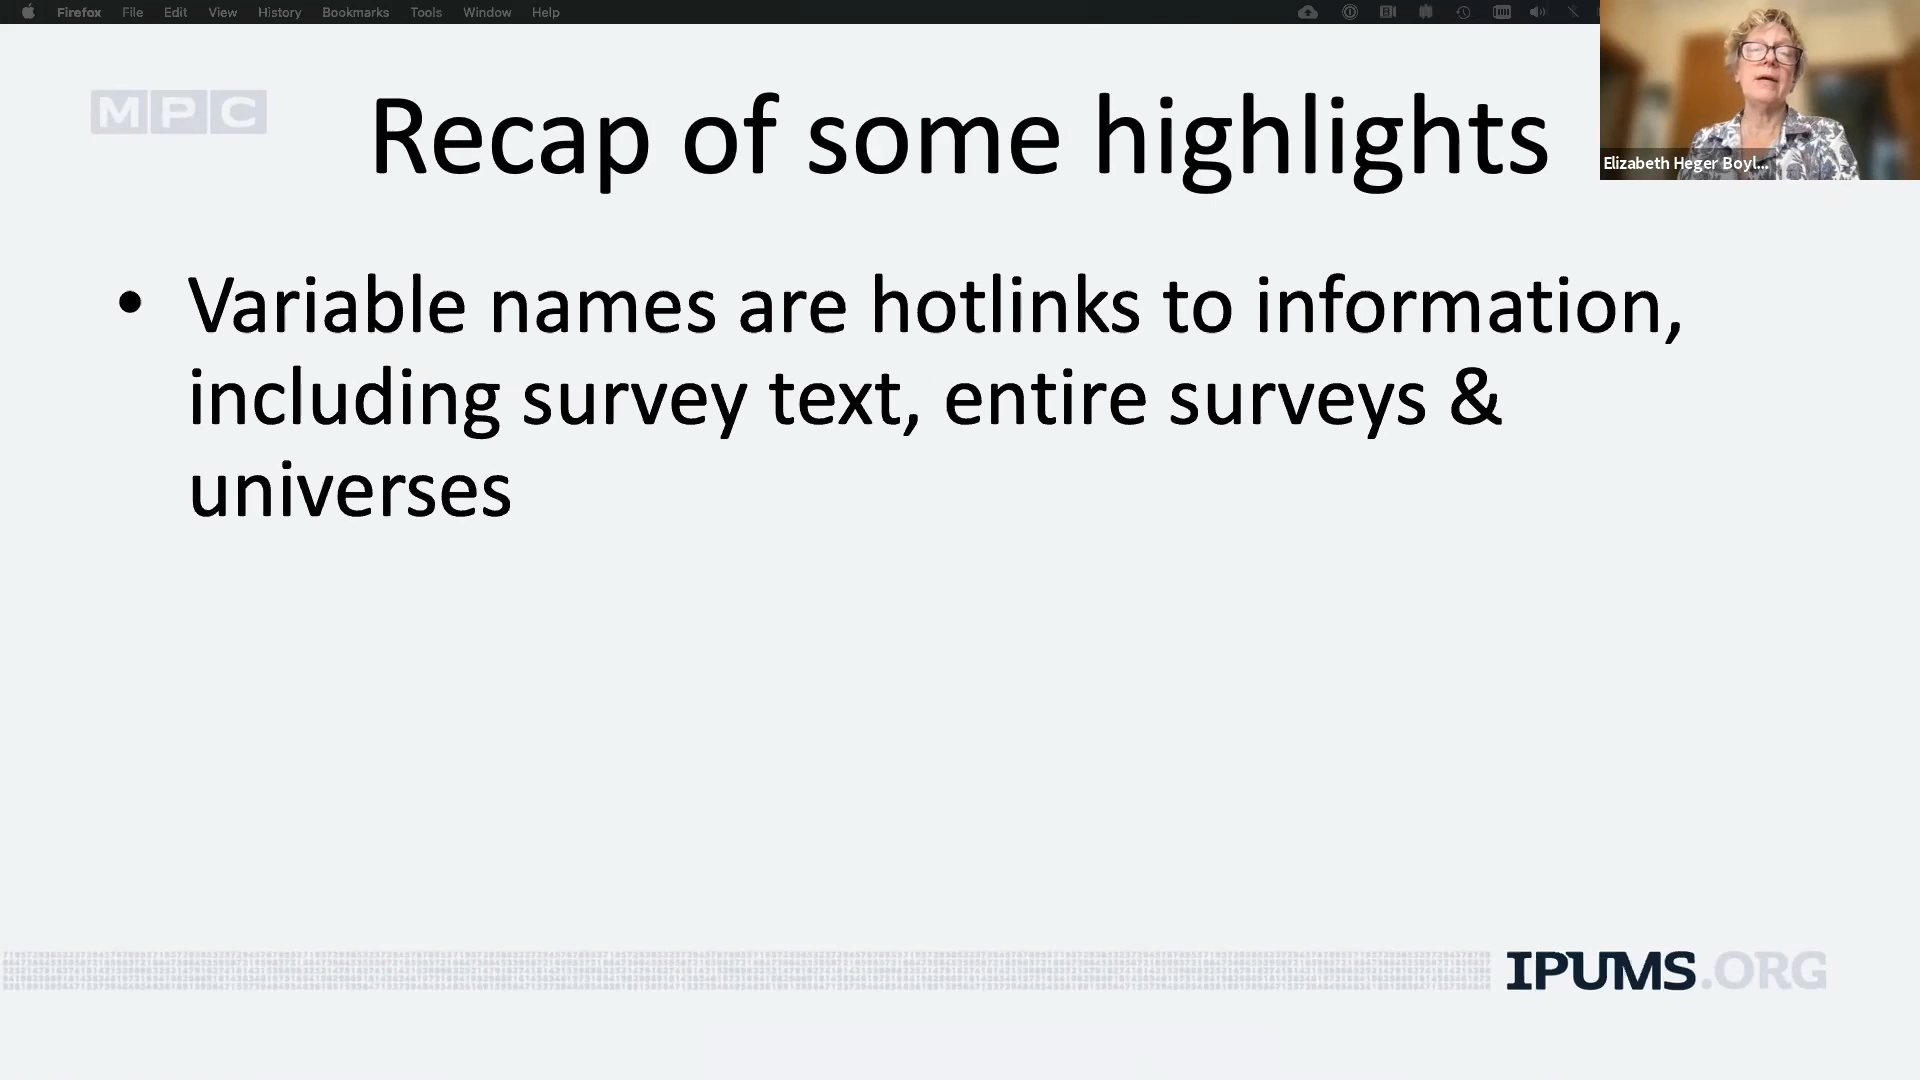 Firefox File Edit View History Bookmarks Tools Window Help
MPC
Recap of some highlights
Elizabeth Heger Boyl...
• Variable names are hotlinks to information,
including survey text, entire surveys &
universes
IPUMS.ORG